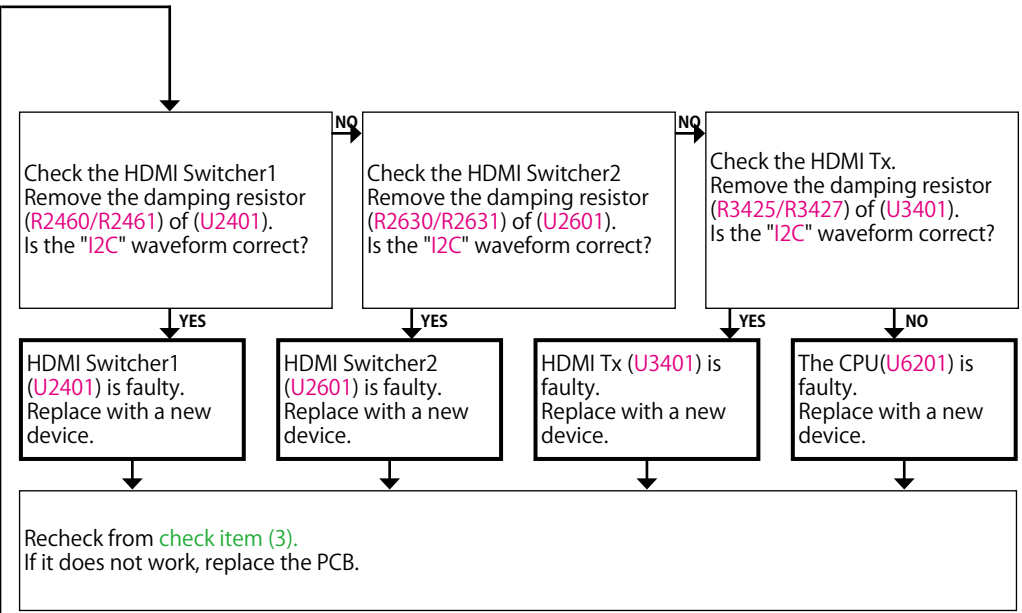 NO
NO
Check the HDMI Switcher1
Remove the damping resistor
(R2460/R2461) of (U2401).
Is the "I2C" waveform correct?
Check the HDMI Switcher2
Remove the damping resistor
(R2630/R2631) of (U2601).
Is the "I2C" waveform correct?
Check the HDMI Tx.
Remove the damping resistor
(R3425/R3427) of (U3401).
Is the "I2C" waveform correct?
YES
YES
YES
NO
HDMI Switcher1
(U2401) is faulty.
Replace with a new
device.
HDMI Switcher2
(U2601) is faulty.
Replace with a new
device.
HDMI Tx (U3401) is
faulty.
Replace with a new
device.
The CPU(U6201) is
faulty.
Replace with a new
device.
Recheck from check item (3).
If it does not work, replace the PCB.